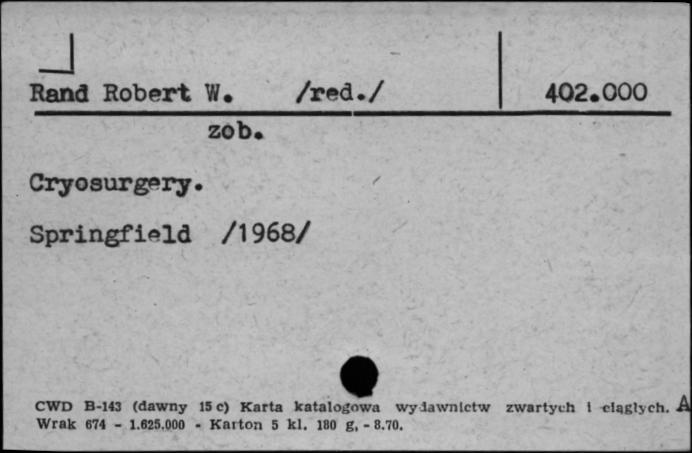 Rand Robert W. /red./ 402.000
zob.
Cryosurgery.
Springfield /1968/
CWD B-143 (dawny 15 c) Karta katalogowa wydawnictw zwartych i ciągłych. A
Wrak 674 - 1.625.000 - Karton 5 kl. 180 g, - 8.70.